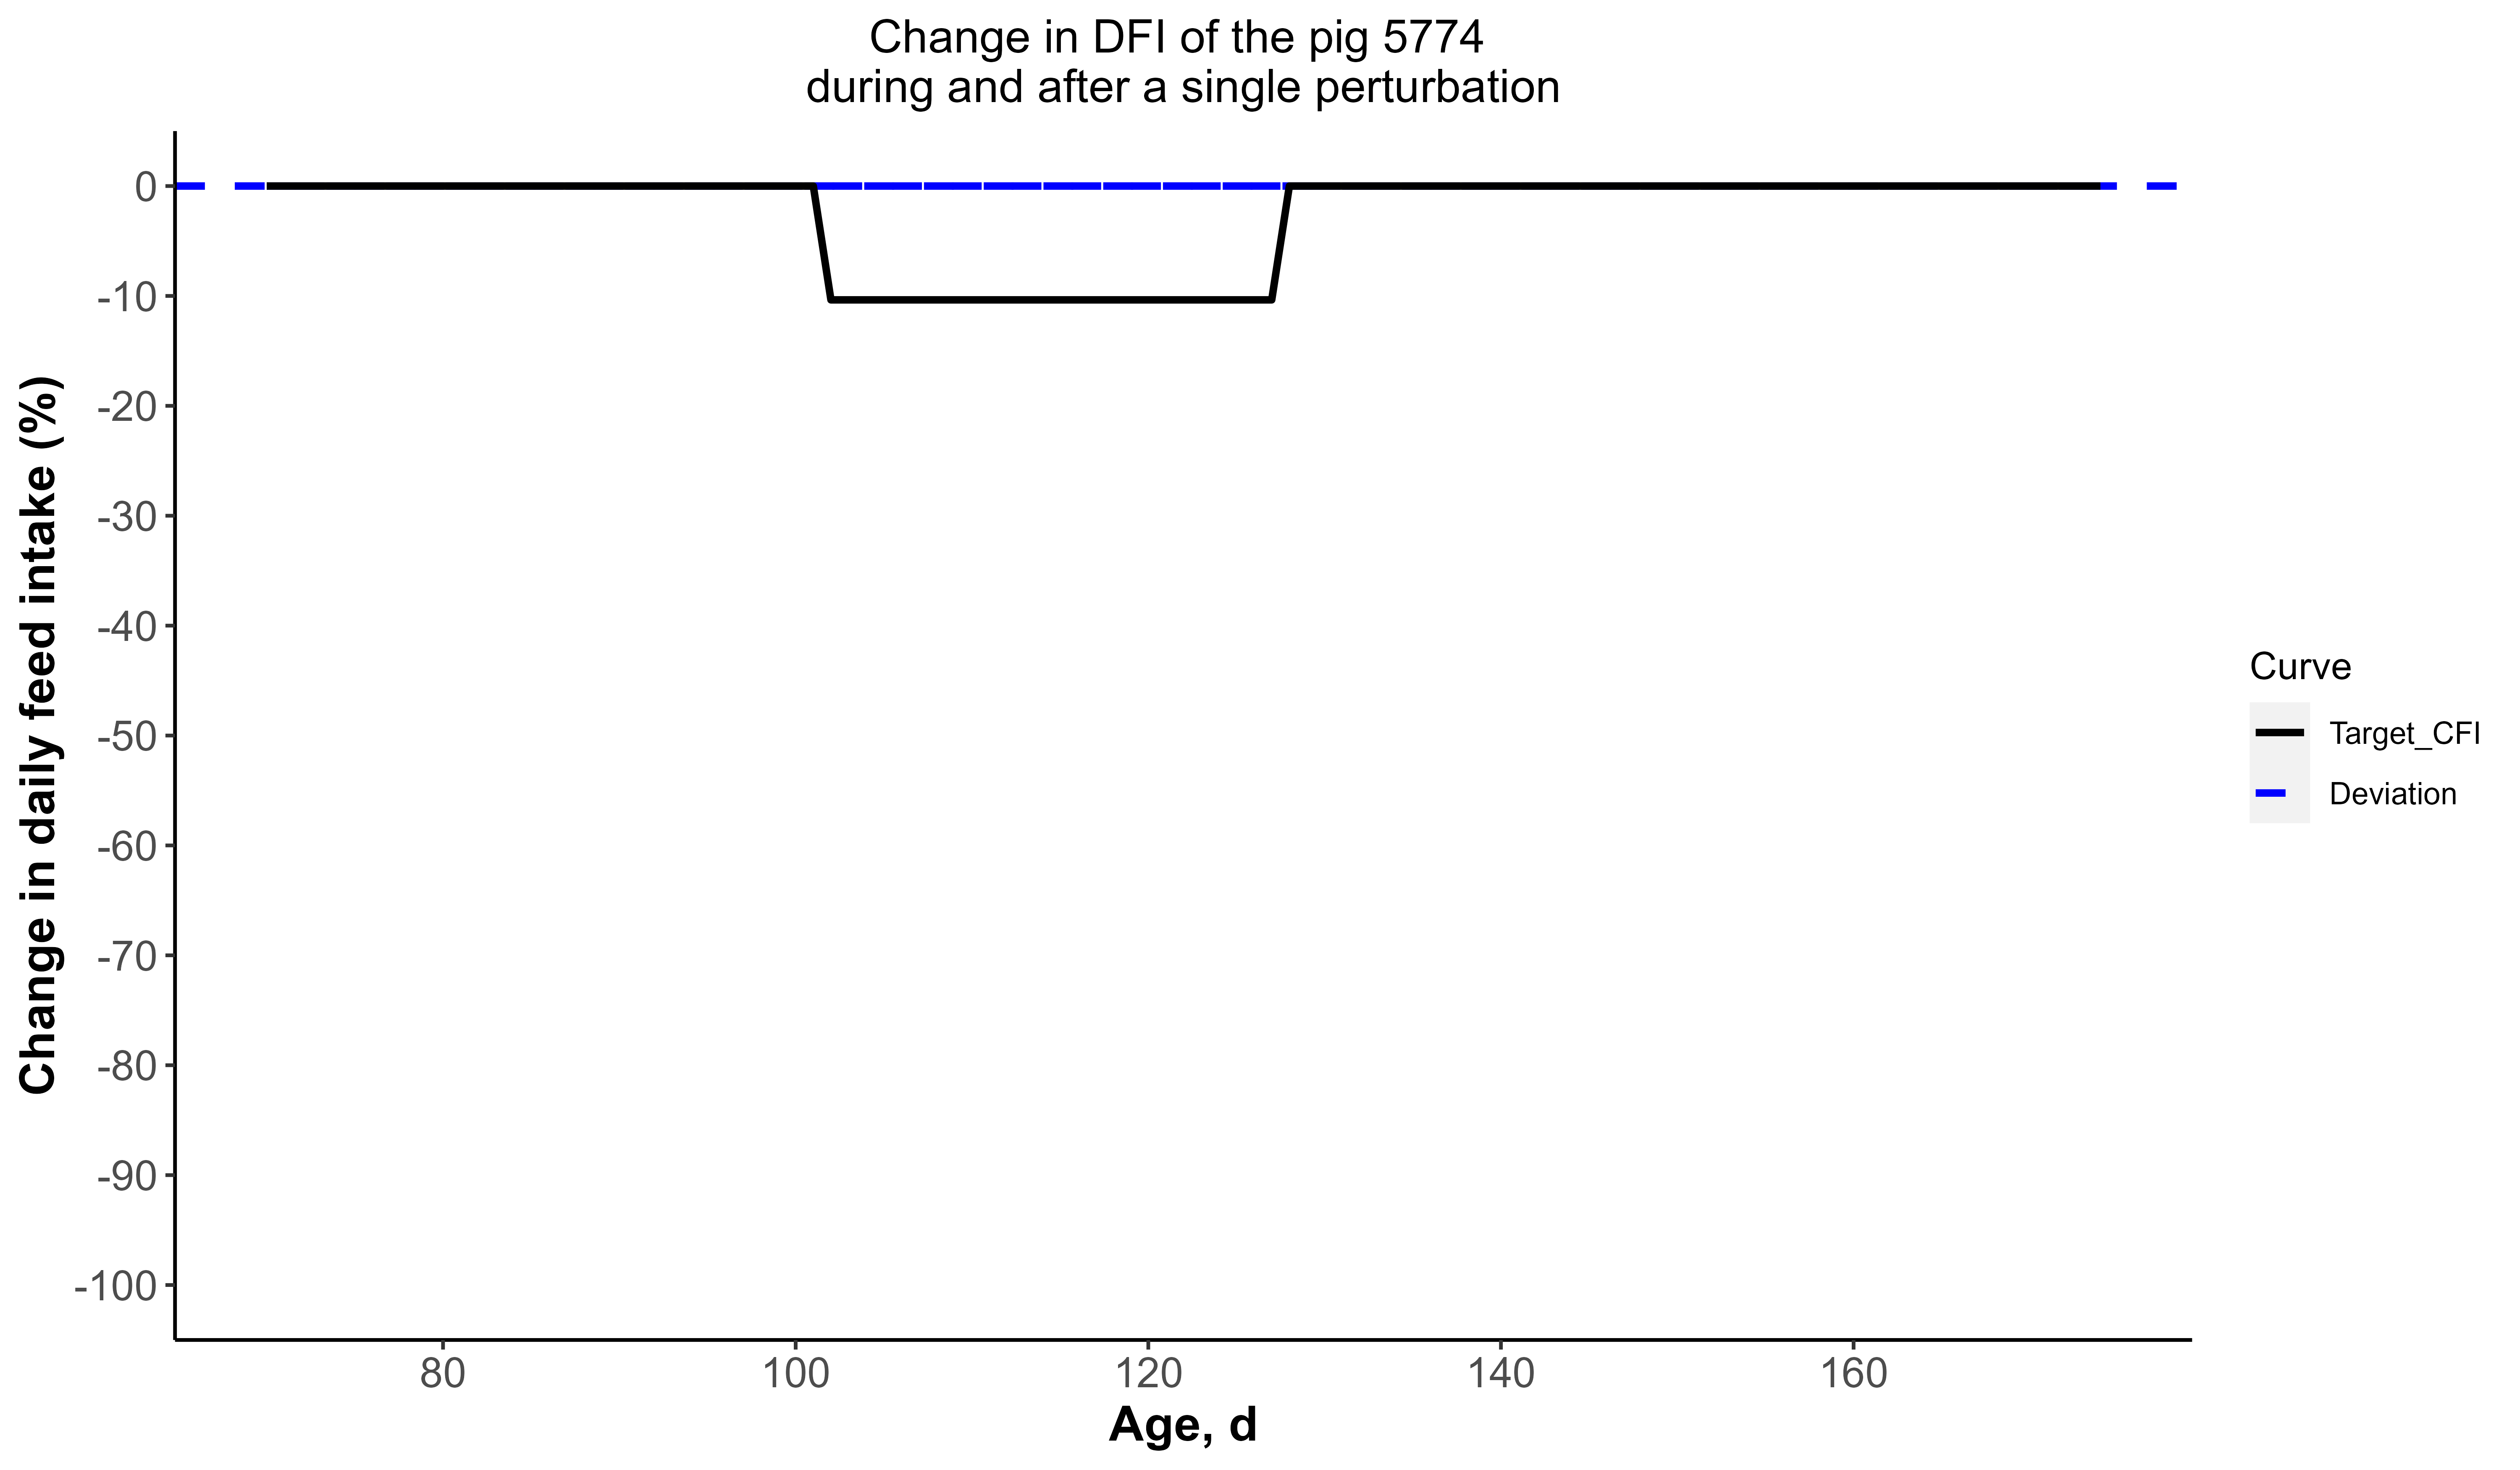 Change in DFI of the pig 5774
during and after a single perturbation
Change in daily feed intake (%)
0
-10
-20
-30
-40
-50
-60
-70
-80
-90
-100
80
100
120
140
160
Age, d
Curve
Target_CFI
Deviation